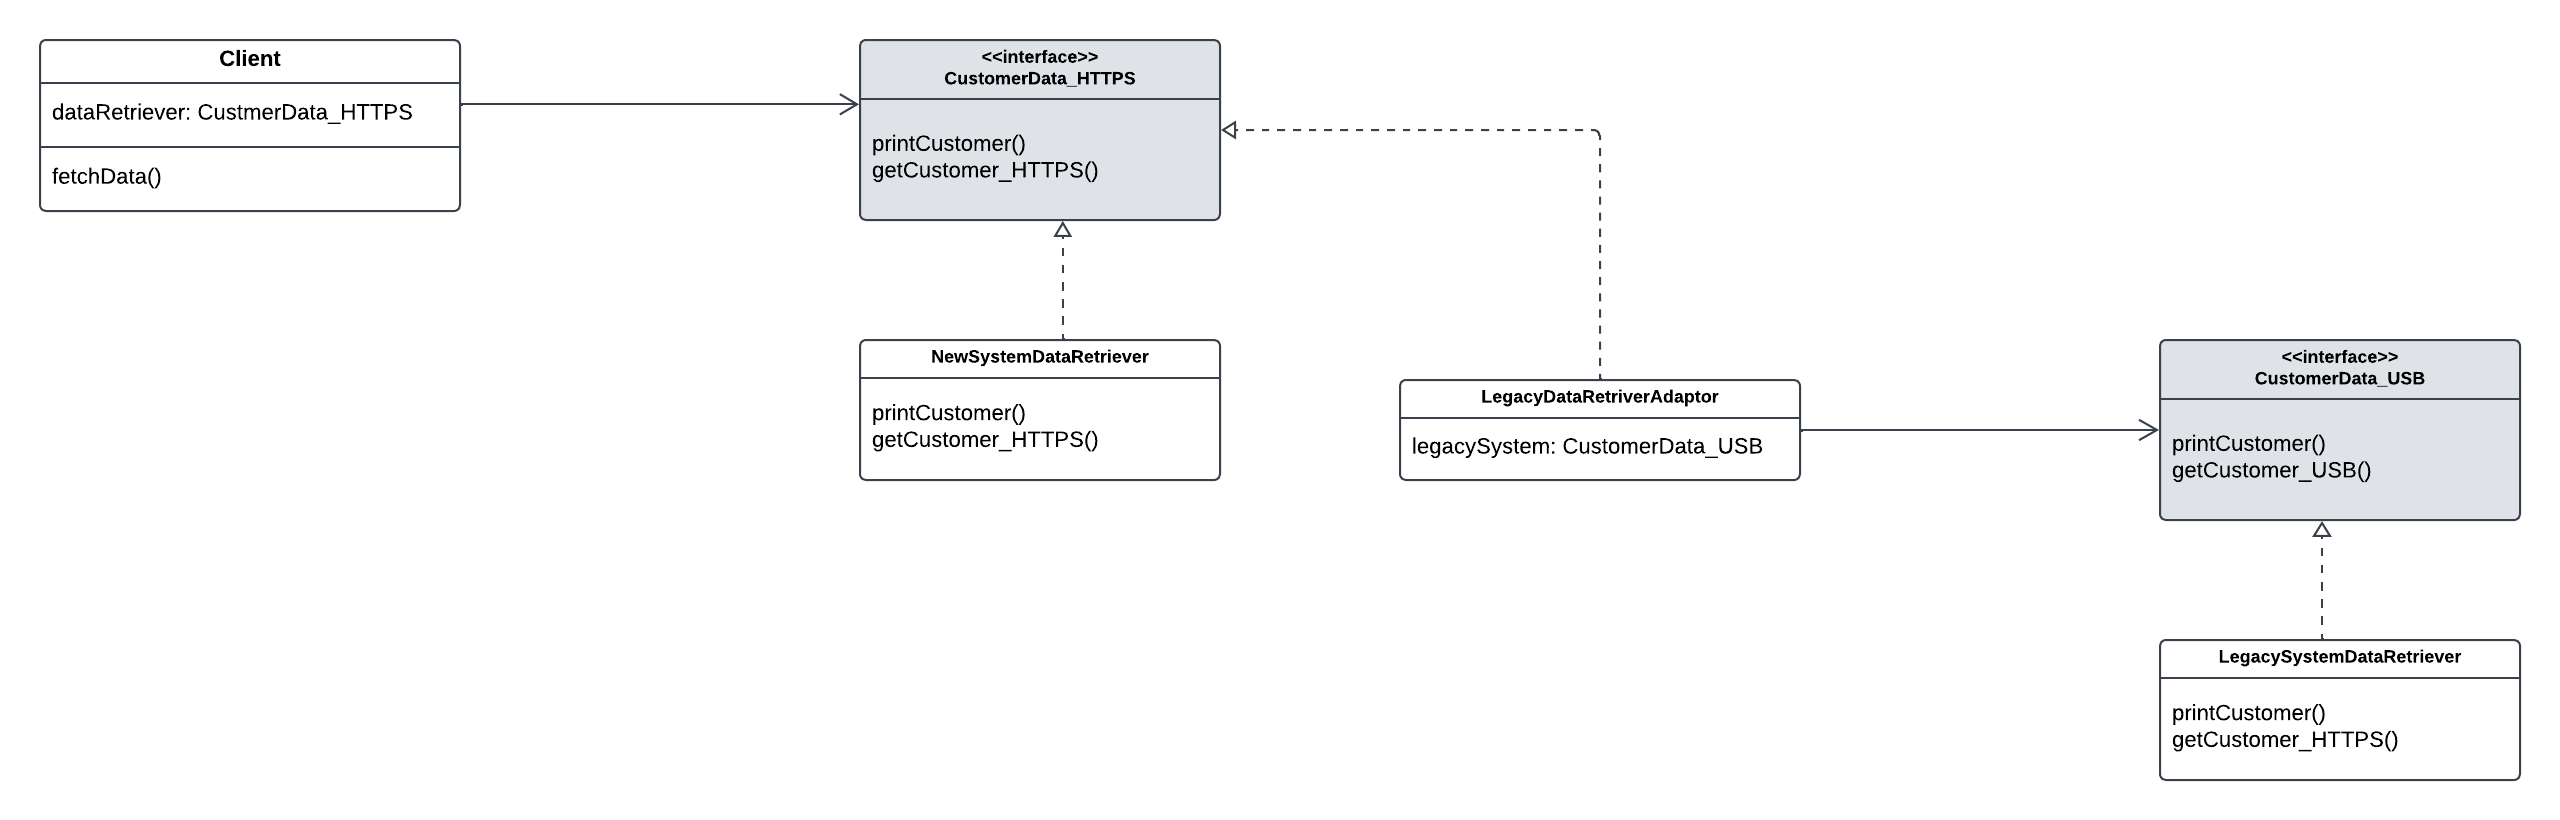 Client
dataRetriever: CustmerData_HTTPS
fetchData()
<<interface>>
CustomerData_HTTPS
printCustomer()
getCustomer_HTTPS()
NewSystemDataRetriever
printCustomer()
getCustomer_HTTPS()
LegacyDataRetriverAdaptor
legacySystem: CustomerData_USB
<<interface>>
CustomerData_USB
printCustomer()
getCustomer_USB()
LegacySystemDataRetriever
printCustomer()
getCustomer_HTTPS()